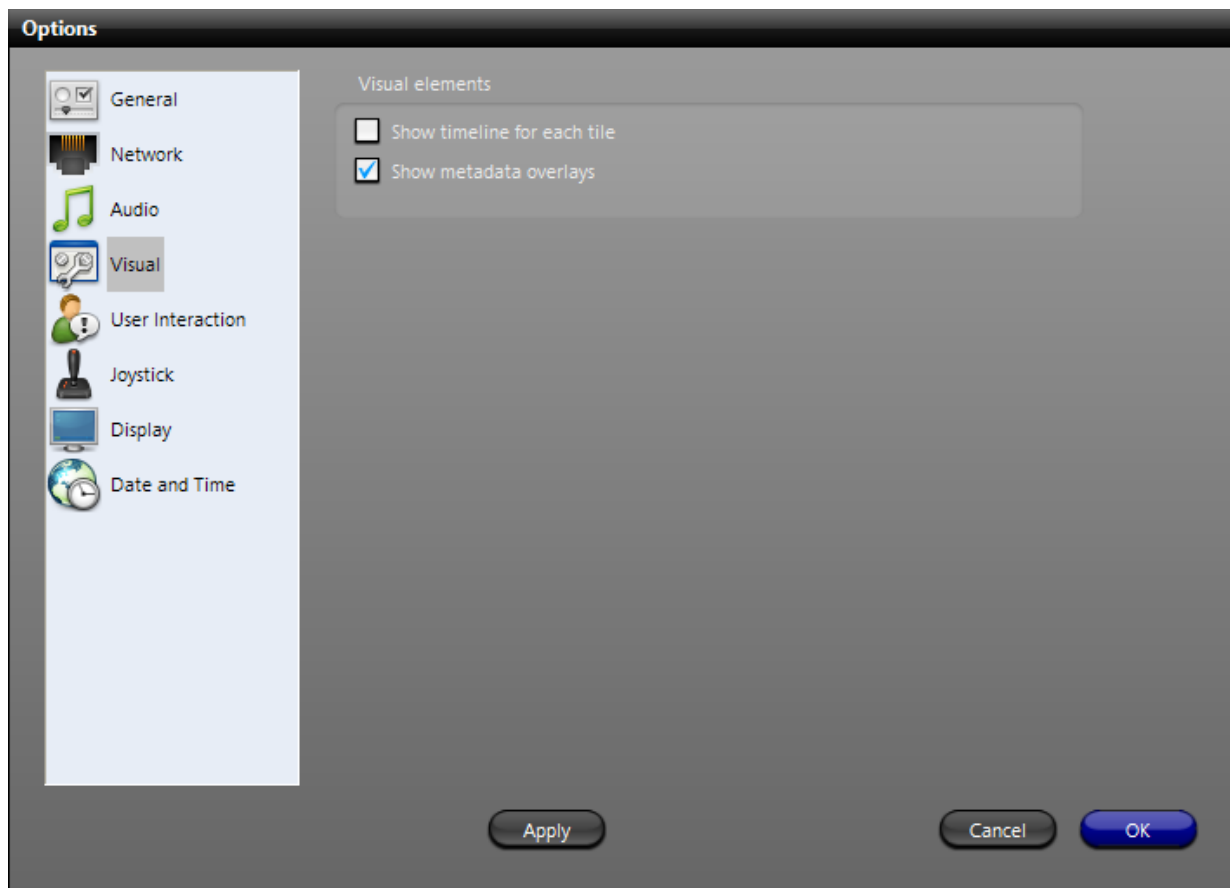 Options
General
Network
Audio
Visual
User Interaction
Joystick
Display
Date and Time
Visual elements
Show timeline for each tile
Show metadata overlays
Apply
Cancel
OK